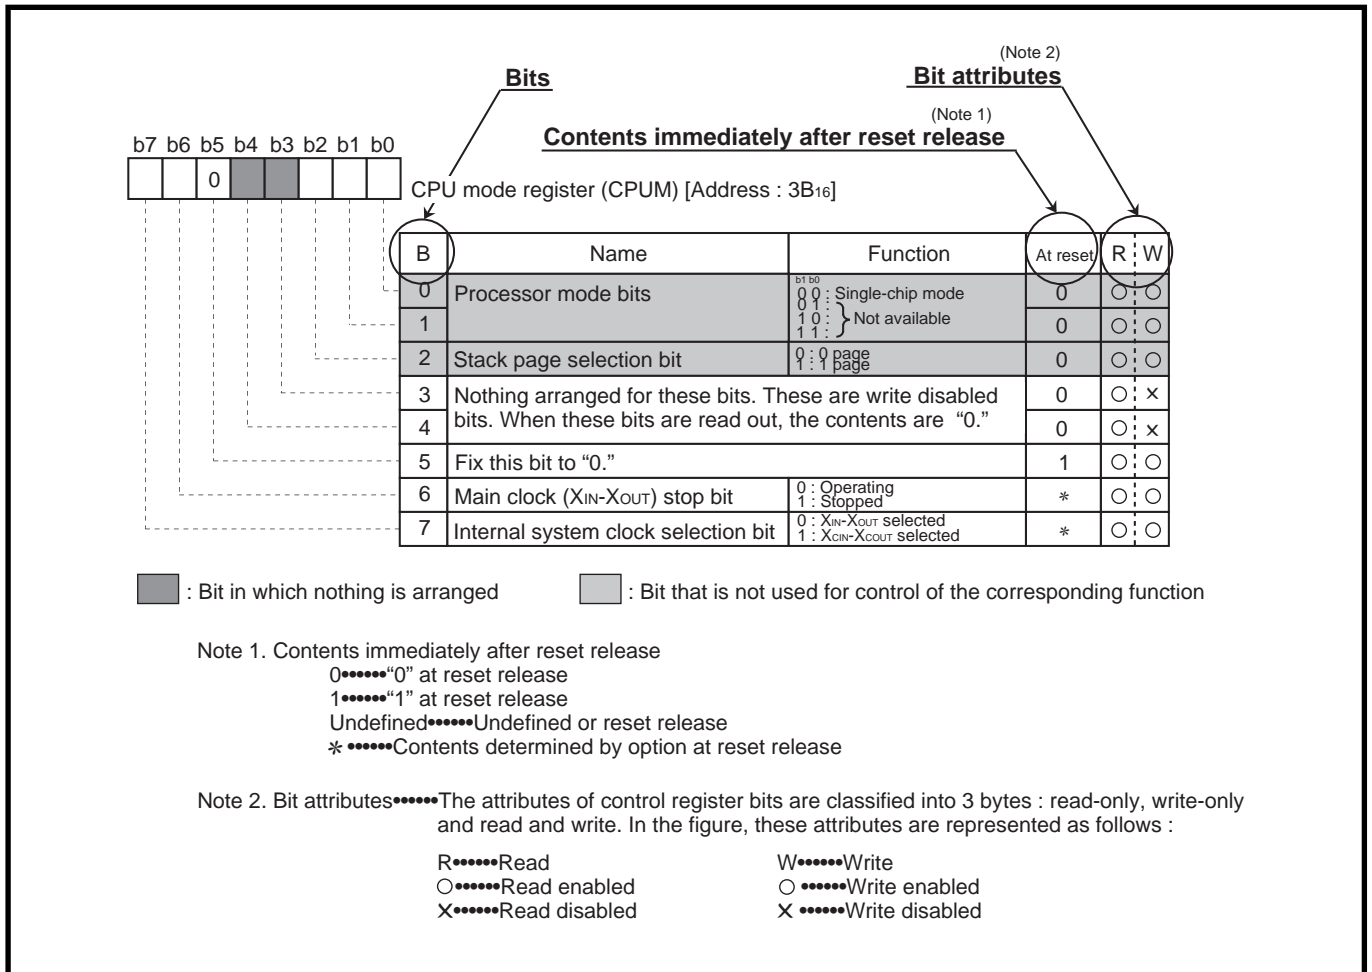 (Note 2)
Bits
Bit attributes
(Note 1)
Contents immediately after reset release
b7 b6 b5 b4 b3 b2 b1 b0
0
CPU mode register (CPUM) [Address : 3B16]
B Name Function At reset R W
0 Processor mode bits b1 b0 0 ○ ○
0 0 : Single-chip mode
0 1 :
1 1 0 : Not available 0 ○ ○
1 1 :
2 Stack page selection bit 0 : 0 page 0 ○ ○
1 : 1 page
3 Nothing arranged for these bits. These are write disabled 0 ○ ×
4 bits. When these bits are read out, the contents are “0.” 0 ○ ×
5 Fix this bit to “0.” 1 ○ ○
6 Main clock (XIN-XOUT) stop bit 0 : Operating * ○ ○
1 : Stopped
7 Internal system clock selection bit 0 : XIN-XOUT selected * ○ ○
1 : XCIN-XCOUT selected
: Bit in which nothing is arranged : Bit that is not used for control of the corresponding function
Note 1. Contents immediately after reset release
0••••••“0” at reset release
1••••••“1” at reset release
Undefined••••••Undefined or reset release
* ••••••Contents determined by option at reset release
Note 2. Bit attributes••••••The attributes of control register bits are classified into 3 bytes : read-only, write-only
and read and write. In the figure, these attributes are represented as follows :
R••••••Read W••••••Write
○••••••Read enabled ○ ••••••Write enabled
×••••••Read disabled × ••••••Write disabled